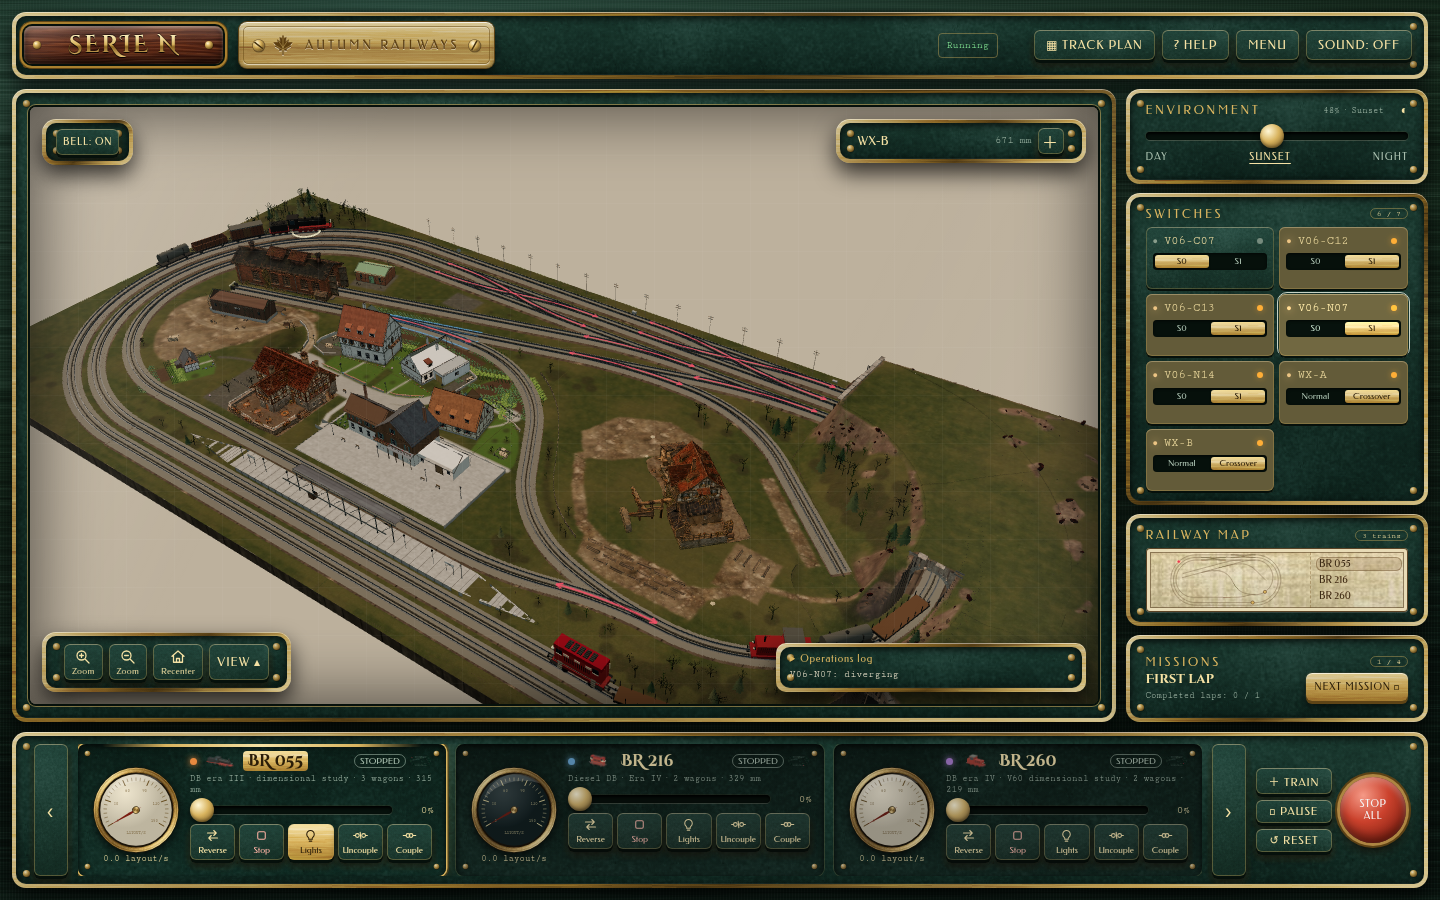 SERIE N
AUTUMN RAILWAYS
Running
TRACK PLAN
? HELP
MENU
SOUND: OFF
BELL: ON
WX-B
671 mm
ENVIRONMENT
48% · Sunset
DAY
SUNSET
NIGHT
SWITCHES
6 / 7
V06-C07
S0
S1
V06-C12
S0
S1
V06-C13
S0
S1
V06-N07
S0
S1
V06-N14
S0
S1
WX-A
Normal
Crossover
WX-B
Normal
Crossover
RAILWAY MAP
3 trains
BR 055
BR 216
BR 260
MISSIONS
1 / 4
FIRST LAP
Completed laps: 0 / 1
NEXT MISSION
Zoom
Zoom
Recenter
VIEW ▴
Operations log
V06-N07: diverging
BR 055
STOPPED
DB era III · dimensional study · 3 wagons · 315
mm
0%
Reverse
Stop
Lights
Uncouple
Couple
0.0 layout/s
BR 216
STOPPED
Diesel DB · Era IV · 2 wagons · 329 mm
0%
Reverse
Stop
Lights
Uncouple
Couple
0.0 layout/s
BR 260
STOPPED
DB era IV · V60 dimensional study · 2 wagons ·
219 mm
0%
Reverse
Stop
Lights
Uncouple
Couple
0.0 layout/s
+ TRAIN
PAUSE
↺ RESET
STOP
ALL